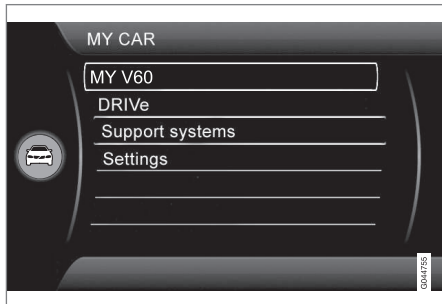 MY CAR
MY V60
DRIVe
Support systems
Settings
G044755